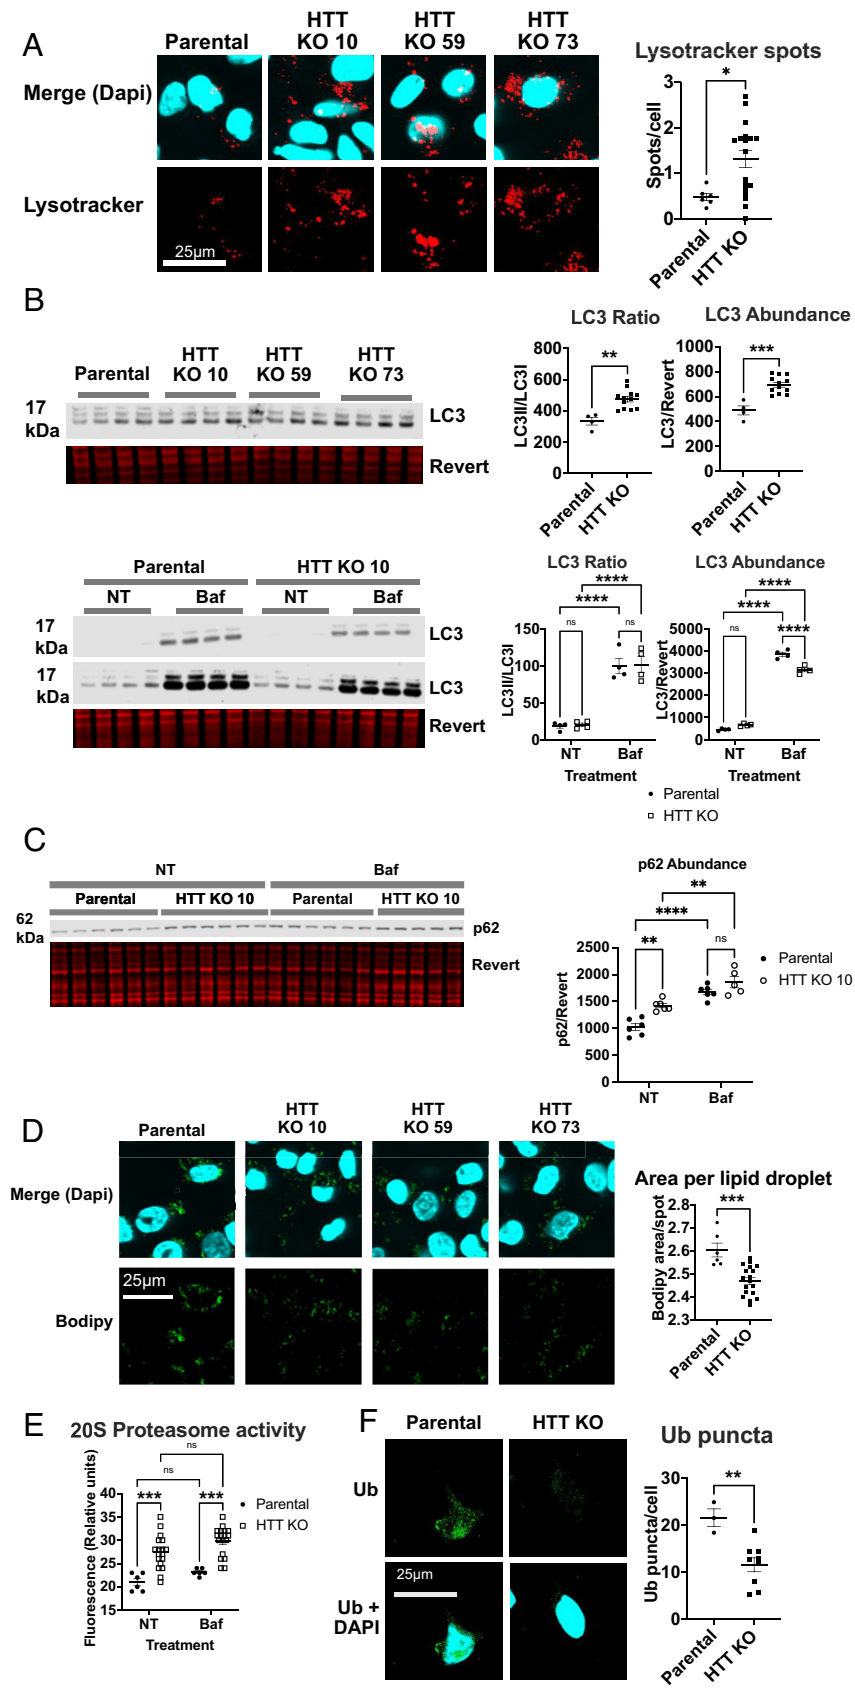 A
Parental
HTT
KO 10
HTT
KO 59
HTT
KO 73
Merge (Dapi)
Lysotracker
25µm
Lysotracker spots
Spots/cell
3
2
1
0
*
Parental
HTT KO
B
Parental
HTT
KO 10
HTT
KO 59
HTT
KO 73
17
kDa
LC3
Revert
LC3 Ratio
LC3II/LC3I
800
600
400
200
0
**
Parental
HTT KO
LC3 Abundance
LC3/Revert
1000
800
600
400
200
0
***
Parental
HTT KO
Parental
HTT KO 10
NT
Baf
NT
Baf
17
kDa
LC3
17
kDa
LC3
Revert
LC3 Ratio
****
****
ns
ns
LC3II/LC3I
150
100
50
0
NT
Baf
Treatment
LC3 Abundance
****
****
ns
****
LC3/Revert
5000
4000
3000
2000
1000
0
NT
Baf
Treatment
Parental
HTT KO
C
NT
Baf
Parental
HTT KO 10
Parental
HTT KO 10
62
kDa
p62
Revert
p62 Abundance
**
****
**
ns
p62/Revert
2500
2000
1500
1000
500
0
NT
Baf
Parental
HTT KO 10
D
Parental
HTT
KO 10
HTT
KO 59
HTT
KO 73
Merge (Dapi)
25µm
Bodipy
Area per lipid droplet
Bodipy area/spot
2.8
2.7
2.6
2.5
2.4
2.3
***
Parental
HTT KO
E
20S Proteasome activity
ns
ns
***
***
Fluorescence (Relative units)
40
35
30
25
20
15
NT
Baf
Treatment
Parental
HTT KO
F
Parental
HTT KO
Ub
25µm
Ub +
DAPI
Ub puncta
Ub puncta/cell
30
20
10
0
**
Parental
HTT KO